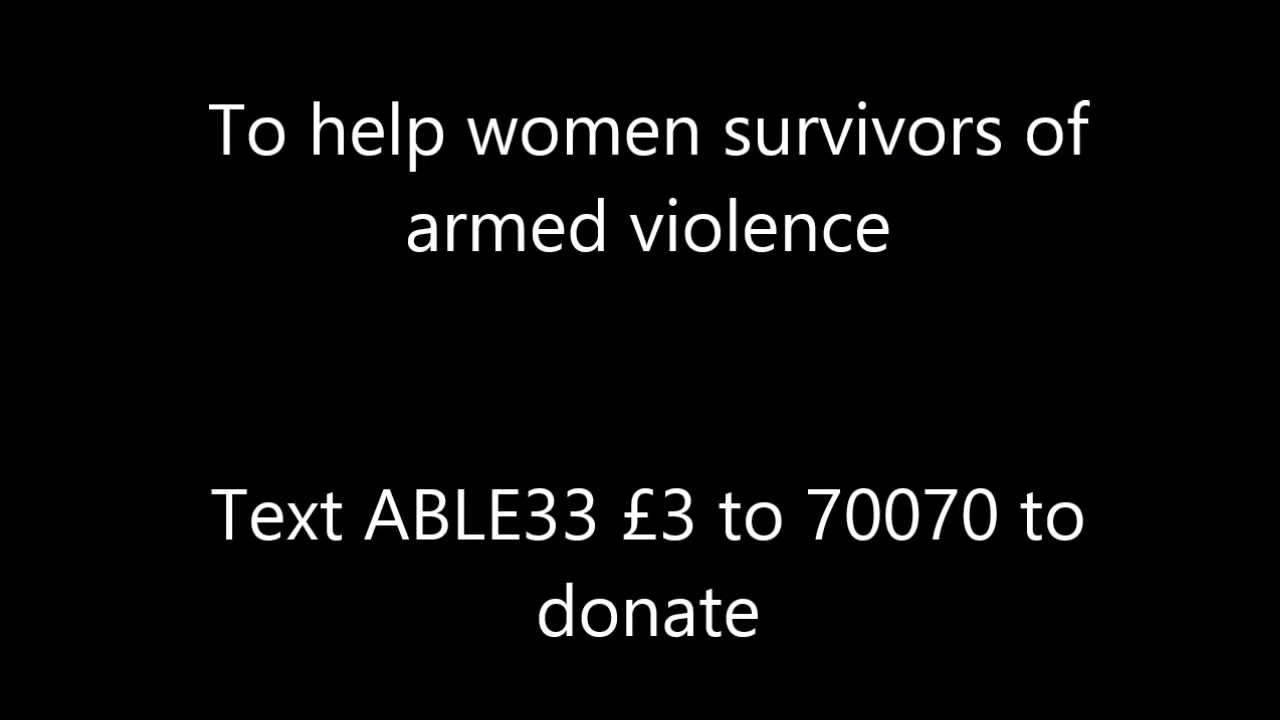 To help women survivors of
armed violence
Text ABLE33 £3 to 70070 to
donate